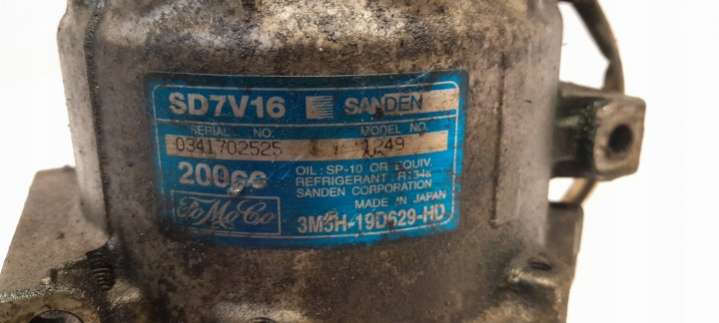 SD7V16 SANDEN
SERIAL NO. MODEL NO.
0341702525 1249
200cc OIL : SP-10 OR EQUIV.
REFRIGERANT : R134a
SANDEN CORPORATION
MADE IN JAPAN
FoMoCo 3M5H-19D629-HD